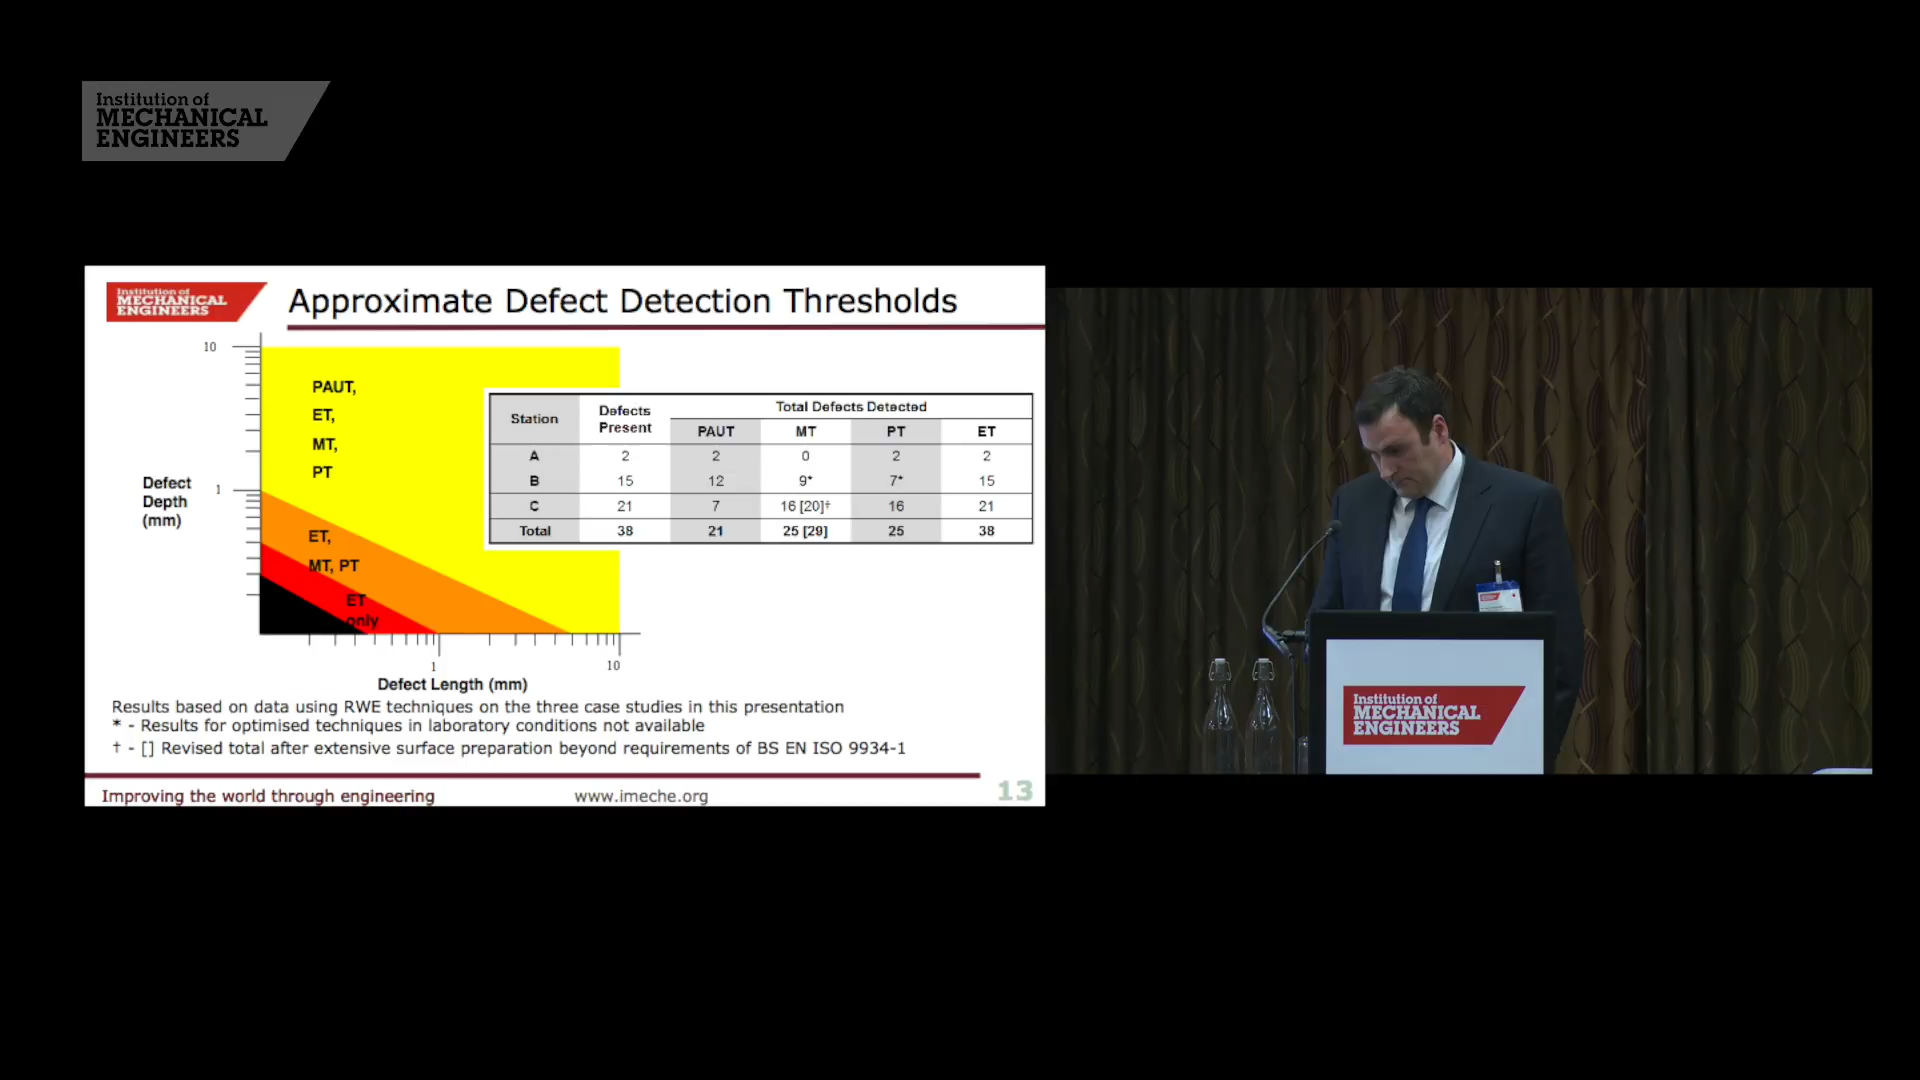 Institution of
MECHANICAL
ENGINEERS
Institution of
MECHANICAL
ENGINEERS
Approximate Defect Detection Thresholds
10
PAUT,
ET,
MT,
PT
Defect
Depth
(mm)
1
ET,
MT, PT
ET
only
1
10
Defect Length (mm)
Station Defects Present Total Defects Detected
PAUT MT PT ET
A 2 2 0 2 2
B 15 12 9* 7* 15
C 21 7 16 [20]† 16 21
Total 38 21 25 [29] 25 38
Results based on data using RWE techniques on the three case studies in this presentation
* - Results for optimised techniques in laboratory conditions not available
† - [] Revised total after extensive surface preparation beyond requirements of BS EN ISO 9934-1
Improving the world through engineering
www.imeche.org
13
Institution of
MECHANICAL
ENGINEERS